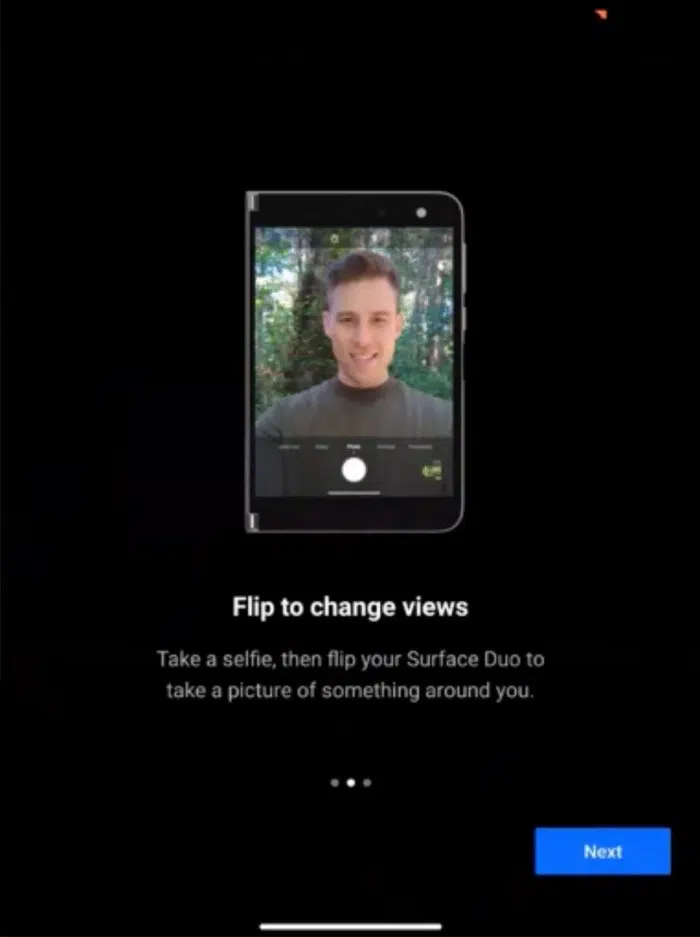 Photo
Flip to change views
Take a selfie, then flip your Surface Duo to
take a picture of something around you.
Next